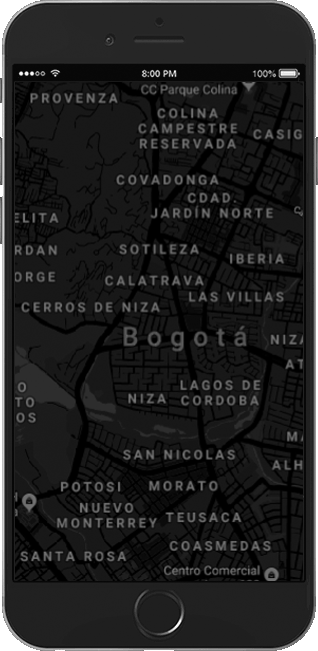 8:00 PM
100%
CC Parque Colina
PROVENZA
COLINA
CAMPESTRE
RESERVADA
CASIG
COVADONGA
CDAD.
JARDÍN NORTE
ELITA
RDAN
SOTILEZA
IBERIA
ORGE
CALATRAVA
LAS VILLAS
CERROS DE NIZA
Bogotá
NIZA
AT
O
TO
OS
LAGOS DE
CORDOBA
NIZA
MA
SAN NICOLAS
ALH
POTOSI
MORATO
NUEVO
MONTERREY
TEUSACA
COASMEDAS
SANTA ROSA
Centro Comercial